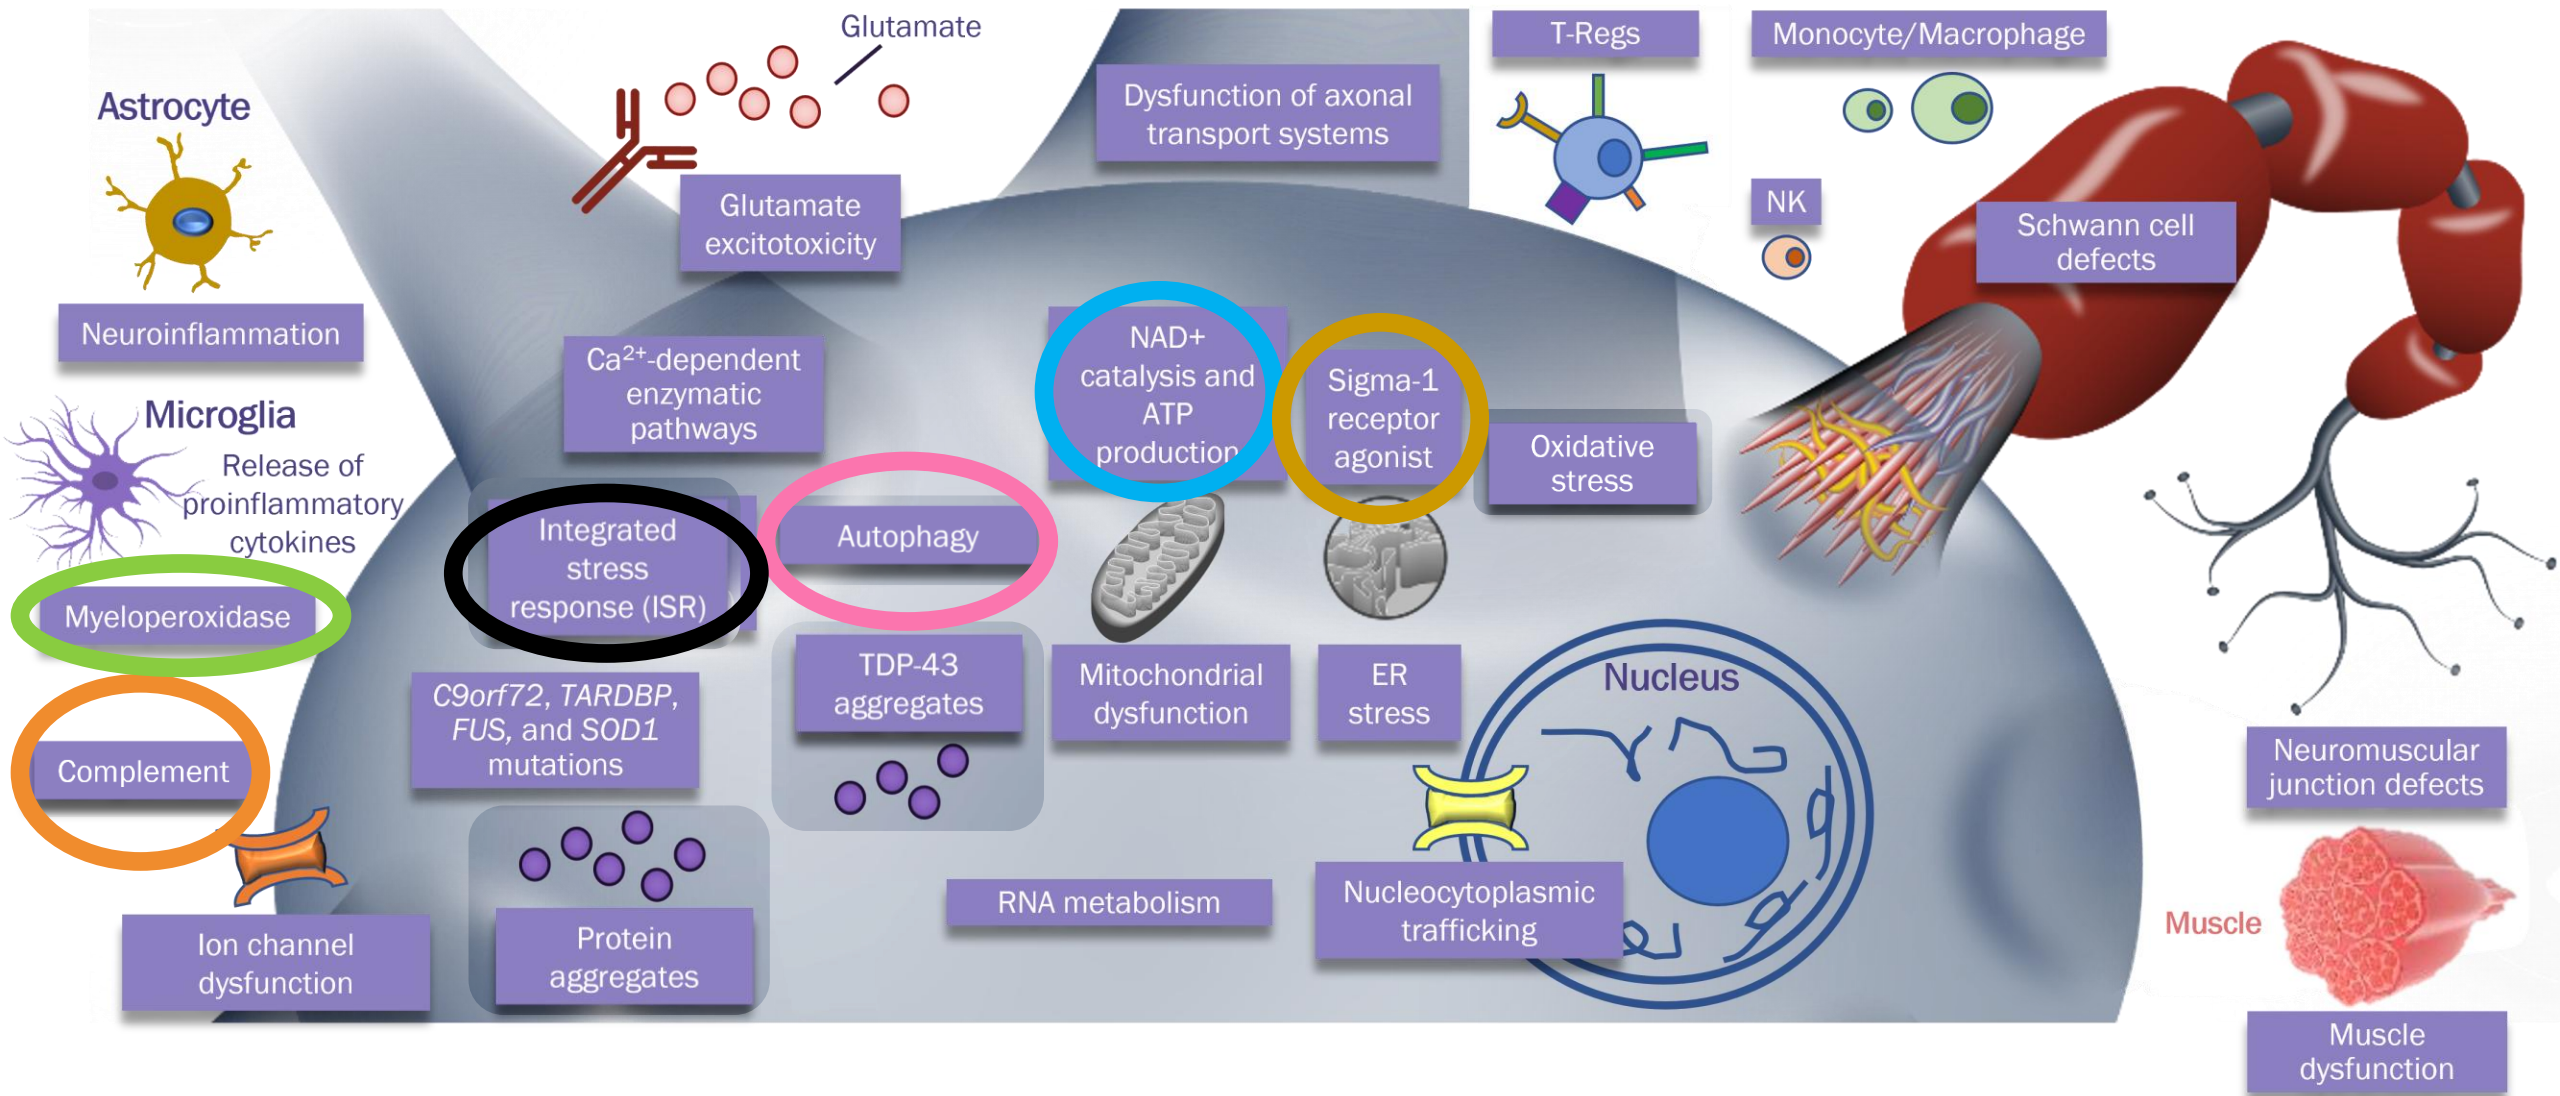 Glutamate
T-Regs
Monocyte/Macrophage
Astrocyte
Dysfunction of axonal
transport systems
Glutamate
excitotoxicity
NK
Schwann cell
defects
Neuroinflammation
Ca²⁺-dependent
enzymatic
pathways
NAD+
catalysis and
ATP
production
Sigma-1
receptor
agonist
Oxidative
stress
Microglia
Release of
proinflammatory
cytokines
Integrated
stress
response (ISR)
Autophagy
Myeloperoxidase
C9orf72, TARDBP,
FUS, and SOD1
mutations
TDP-43
aggregates
Mitochondrial
dysfunction
ER
stress
Nucleus
Complement
Neuromuscular
junction defects
RNA metabolism
Nucleocytoplasmic
trafficking
Muscle
Ion channel
dysfunction
Protein
aggregates
Muscle
dysfunction